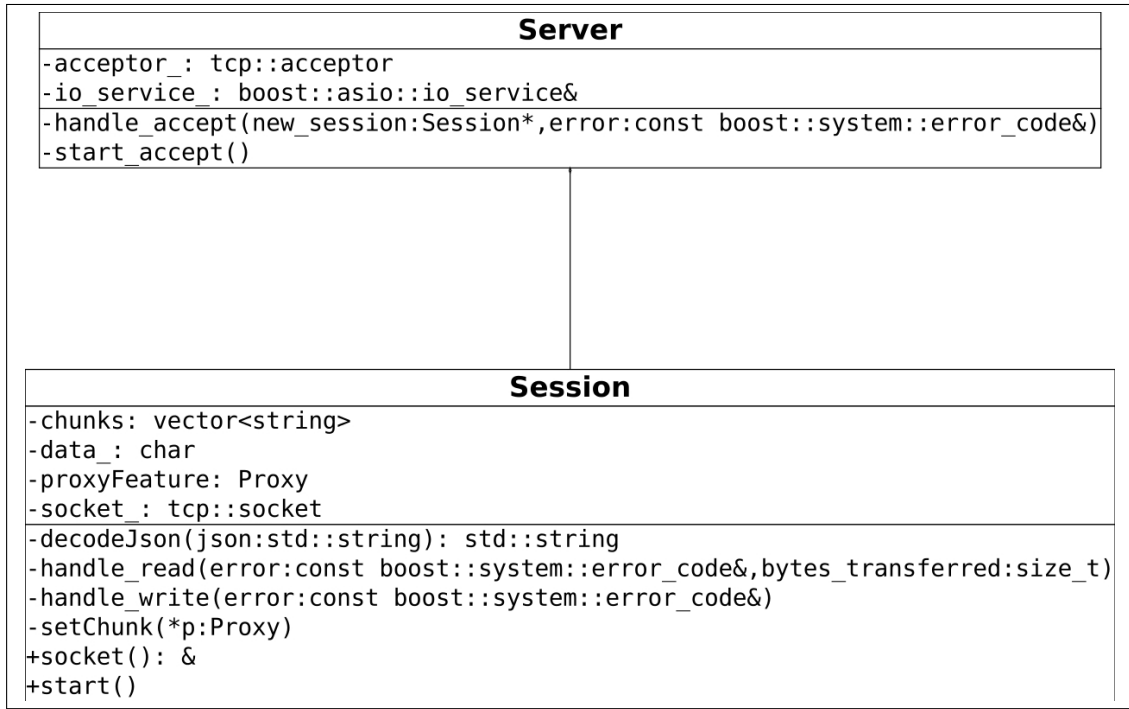 Server
-acceptor_: tcp::acceptor
-io_service_: boost::asio::io_service&
-handle_accept(new_session:Session*,error:const boost::system::error_code&)
-start_accept()
Session
-chunks: vector<string>
-data_: char
-proxyFeature: Proxy
-socket_: tcp::socket
-decodeJson(json:std::string): std::string
-handle_read(error:const boost::system::error_code&,bytes_transferred:size_t)
-handle_write(error:const boost::system::error_code&)
-setChunk(*p:Proxy)
+socket(): &
+start()